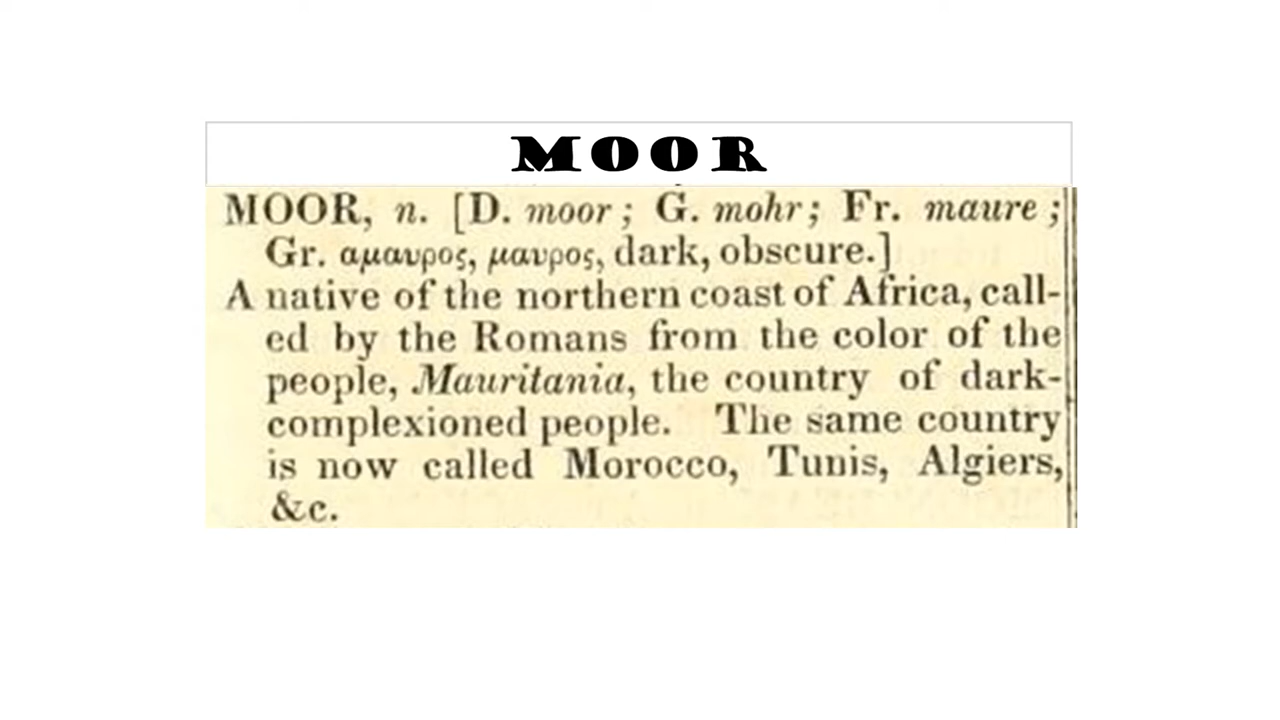 MOOR
MOOR, n. [D. moor; G. mohr; Fr. maure;
Gr. αμαυρος, μαυρος, dark, obscure.]
A native of the northern coast of Africa, call-
ed by the Romans from the color of the
people, Mauritania, the country of dark-
complexioned people. The same country
is now called Morocco, Tunis, Algiers,
&c.